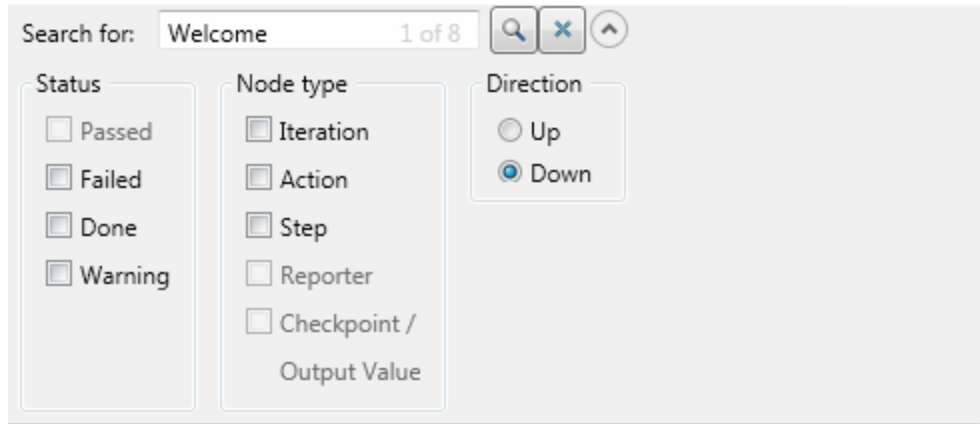 Search for: Welcome 1 of 8
Status
Passed
Failed
Done
Warning
Node type
Iteration
Action
Step
Reporter
Checkpoint /
Output Value
Direction
Up
Down